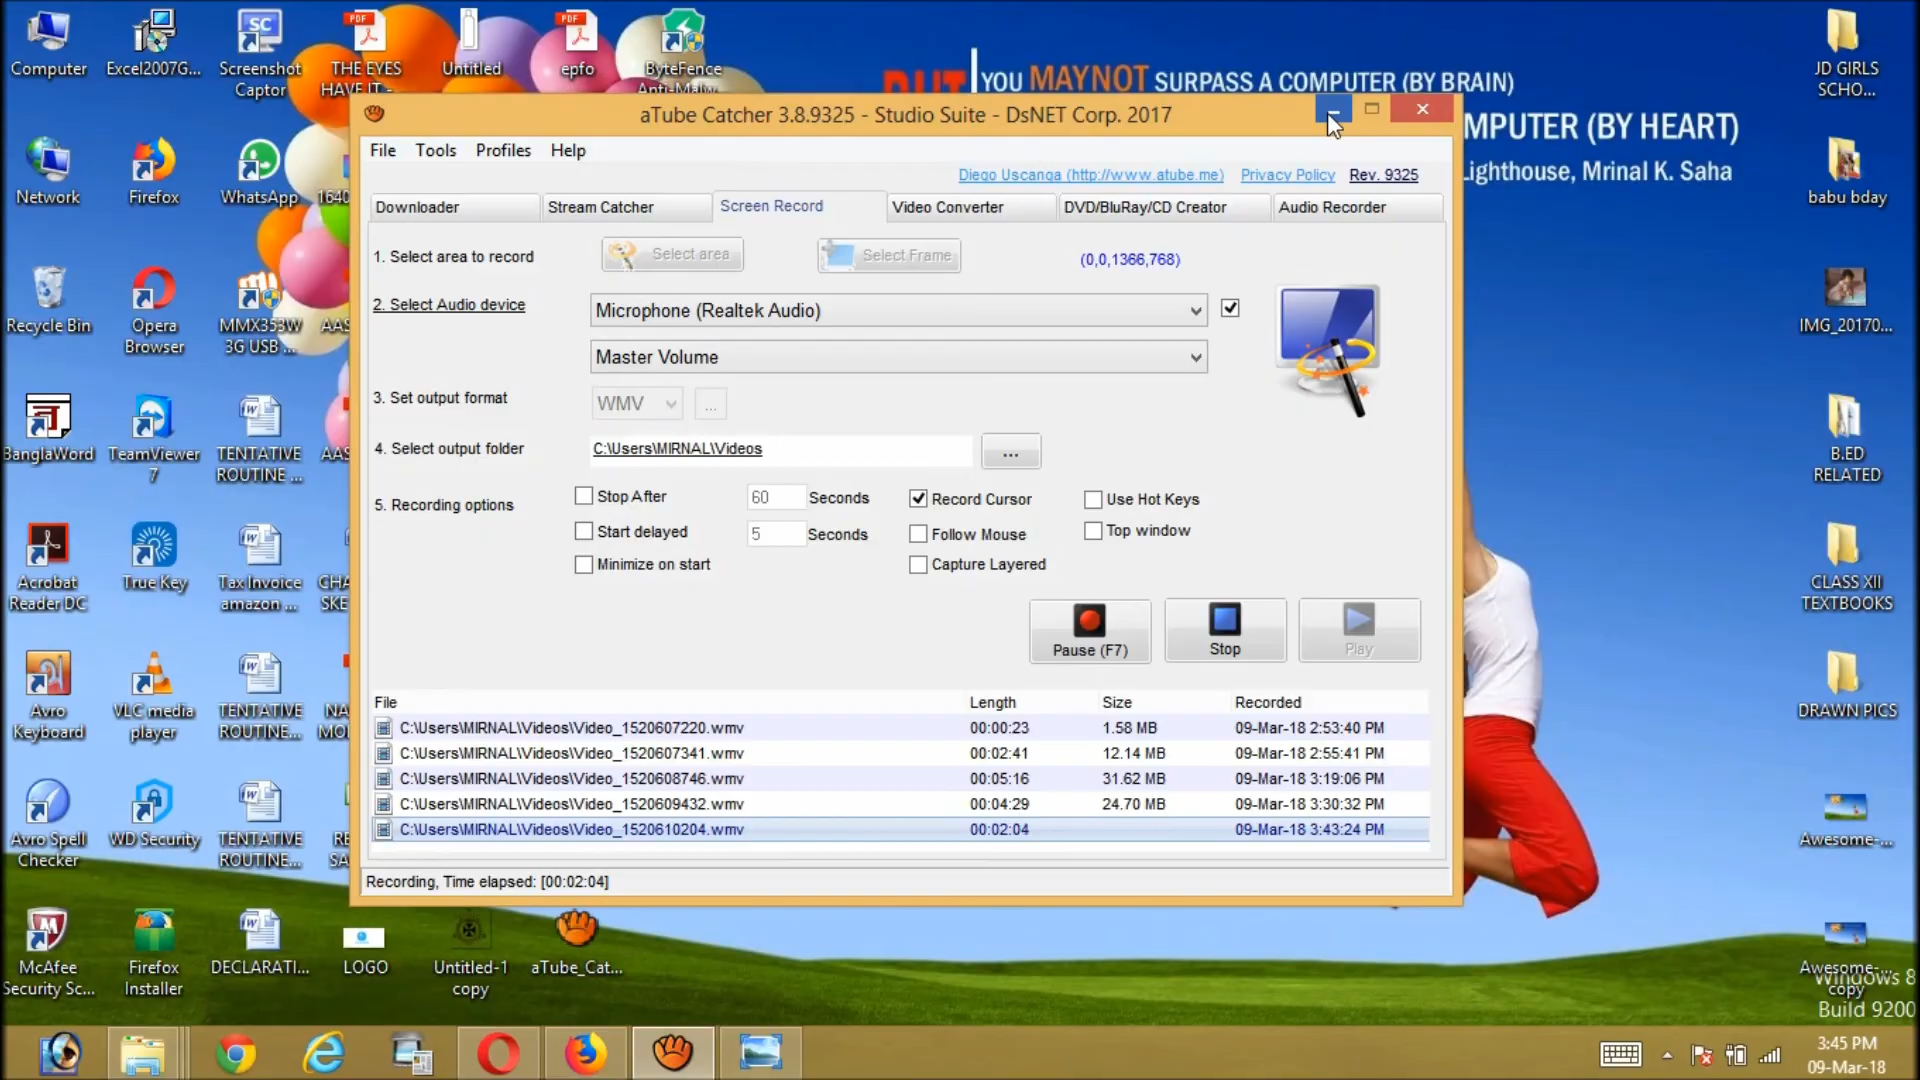 BUT YOU MAYNOT SURPASS A COMPUTER (BY BRAIN)
MPUTER (BY HEART)
Lighthouse, Mrinal K. Saha
Computer
Excel2007G...
Screenshot
Captor
THE EYES
HAVE IT -
Untitled
epfo
ByteFence
Anti-Malw...
Network
Firefox
WhatsApp
1640
Recycle Bin
Opera
Browser
MMX353W
3G USB ...
AAS
BanglaWord
TeamViewer
7
TENTATIVE
ROUTINE ...
AAS
Acrobat
Reader DC
True Key
Tax Invoice
amazon ...
CHA
SKE
Avro
Keyboard
VLC media
player
TENTATIVE
ROUTINE...
NA
MO
Avro Spell
Checker
WD Security
TENTATIVE
ROUTINE...
RE
SA
McAfee
Security Sc...
Firefox
Installer
DECLARATI...
LOGO
Untitled-1
copy
aTube_Cat...
aTube Catcher 3.8.9325 - Studio Suite - DsNET Corp. 2017
File Tools Profiles Help
Diego Uscanga (http://www.atube.me) Privacy Policy Rev. 9325
Downloader Stream Catcher Screen Record Video Converter DVD/BluRay/CD Creator Audio Recorder
1. Select area to record Select area Select Frame (0,0,1366,768)
2. Select Audio device Microphone (Realtek Audio)
Master Volume
3. Set output format WMV ...
4. Select output folder C:\Users\MIRNAL\Videos ...
5. Recording options
Stop After 60 Seconds Record Cursor Use Hot Keys
Start delayed 5 Seconds Follow Mouse Top window
Minimize on start Capture Layered
Pause (F7) Stop Play
File Length Size Recorded
C:\Users\MIRNAL\Videos\Video_1520607220.wmv 00:00:23 1.58 MB 09-Mar-18 2:53:40 PM
C:\Users\MIRNAL\Videos\Video_1520607341.wmv 00:02:41 12.14 MB 09-Mar-18 2:55:41 PM
C:\Users\MIRNAL\Videos\Video_1520608746.wmv 00:05:16 31.62 MB 09-Mar-18 3:19:06 PM
C:\Users\MIRNAL\Videos\Video_1520609432.wmv 00:04:29 24.70 MB 09-Mar-18 3:30:32 PM
C:\Users\MIRNAL\Videos\Video_1520610204.wmv 00:02:04 09-Mar-18 3:43:24 PM
Recording, Time elapsed: [00:02:04]
JD GIRLS
SCHO...
babu bday
IMG_20170...
B.ED
RELATED
CLASS XII
TEXTBOOKS
DRAWN PICS
Awesome-...
Awesome-...
copy
Windows 8
Build 9200
3:45 PM
09-Mar-18